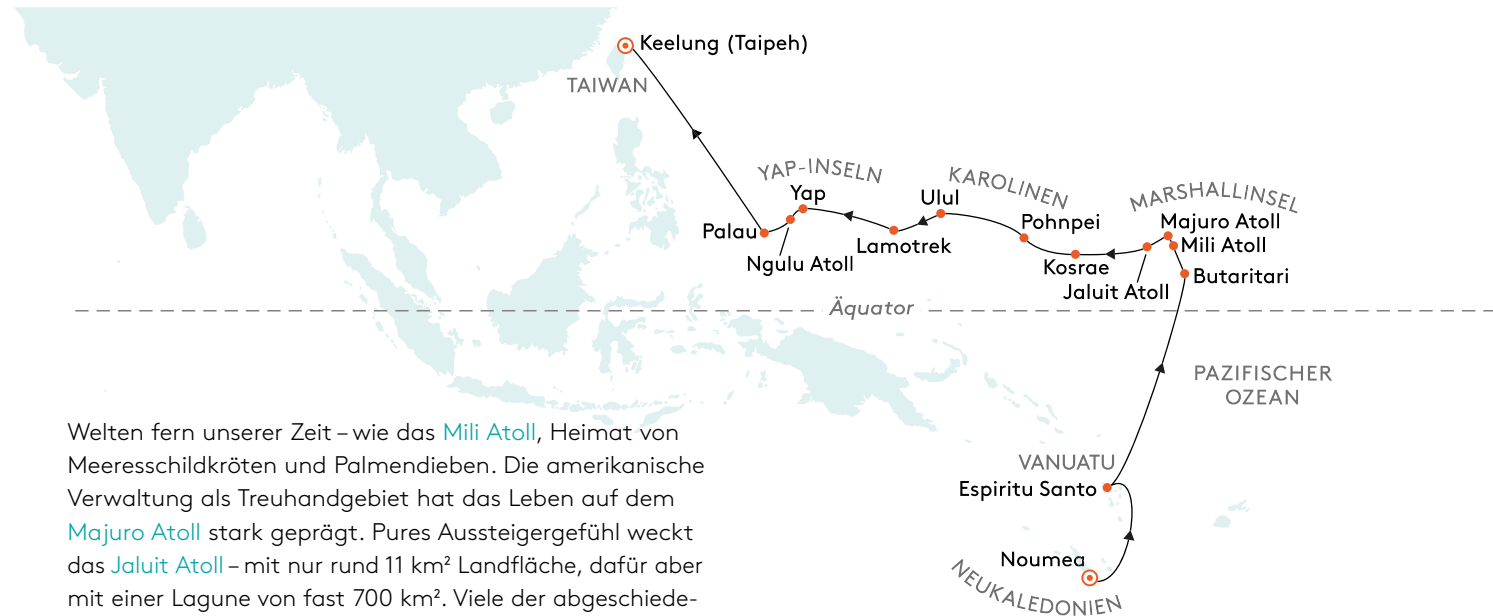 Keelung (Taipeh)
TAIWAN
YAP-INSELN
Yap
Palau
Ngulu Atoll
KAROLINEN
Ulul
Lamotrek
Pohnpei
Kosrae
MARSHALLINSEL
Majuro Atoll
Mili Atoll
Jaluit Atoll
Butaritari
Äquator
PAZIFISCHER
OZEAN
VANUATU
Espiritu Santo
Noumea
NEUKALEDONIEN
Welten fern unserer Zeit – wie das Mili Atoll, Heimat von
Meeresschildkröten und Palmendieben. Die amerikanische
Verwaltung als Treuhandgebiet hat das Leben auf dem
Majuro Atoll stark geprägt. Pures Aussteigergefühl weckt
das Jaluit Atoll – mit nur rund 11 km² Landfläche, dafür aber
mit einer Lagune von fast 700 km². Viele der abgeschiede-